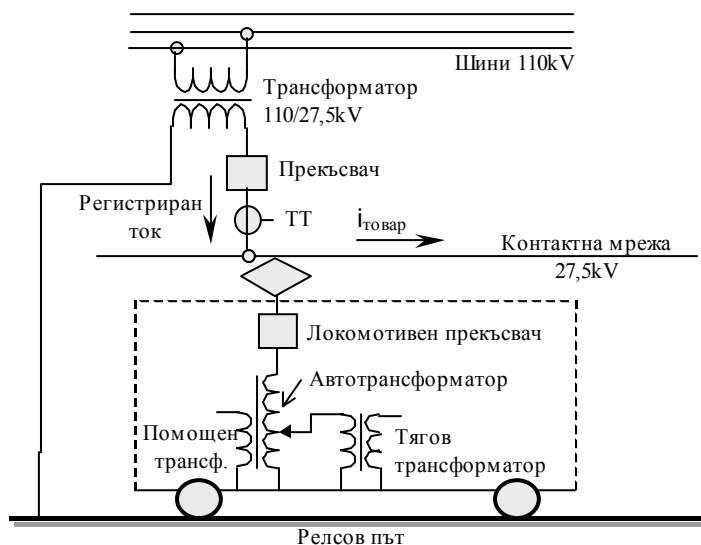 Шини 110kV
Трансформатор
110/27,5kV
Прекъсвач
Регистриран
ток
ТТ
iтовар
Контактна мрежа
27,5kV
Локомотивен прекъсвач
Автотрансформатор
Помощен
трансф.
Тягов
трансформатор
Релсов път